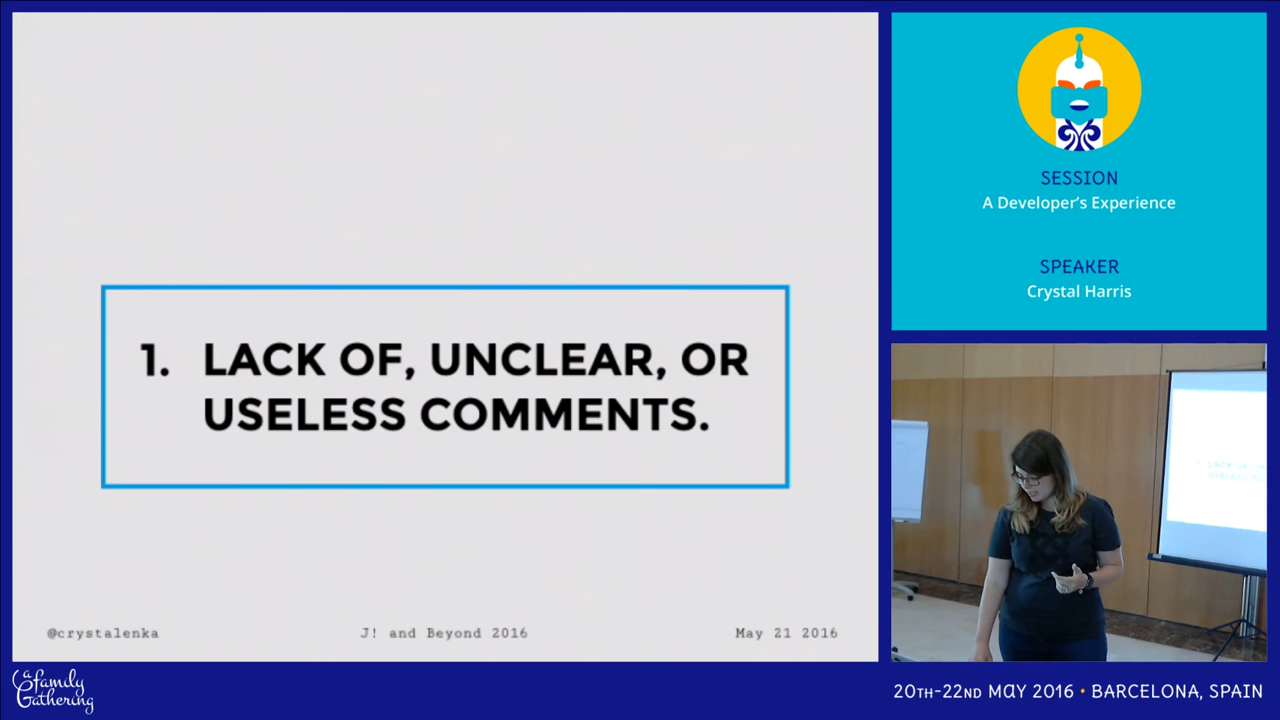 1. LACK OF, UNCLEAR, OR
USELESS COMMENTS.
@crystalenka
J! and Beyond 2016
May 21 2016
SESSION
A Developer’s Experience
SPEAKER
Crystal Harris
a family
Gathering
20TH-22ND MAY 2016 • BARCELONA, SPAIN